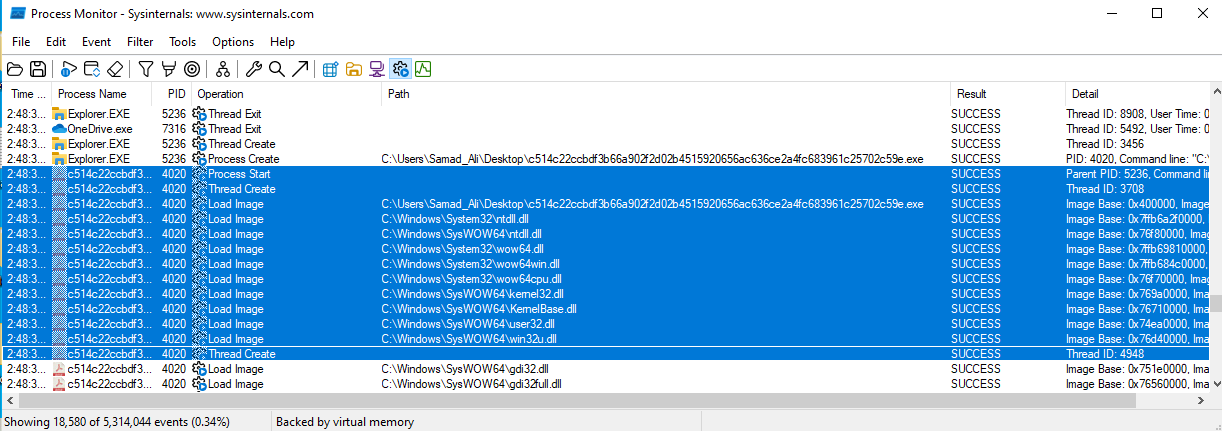 Process Monitor - Sysinternals: www.sysinternals.com
File Edit Event Filter Tools Options Help
Time ... Process Name PID Operation Path Result Detail
2:48:3... Explorer.EXE 5236 Thread Exit SUCCESS Thread ID: 8908, User Time: 0
2:48:3... OneDrive.exe 7316 Thread Exit SUCCESS Thread ID: 5492, User Time: 0
2:48:3... Explorer.EXE 5236 Thread Create SUCCESS Thread ID: 3456
2:48:3... Explorer.EXE 5236 Process Create C:\Users\Samad_Ali\Desktop\c514c22ccbdf3b66a902f2d02b4515920656ac636ce2a4fc683961c25702c59e.exe SUCCESS PID: 4020, Command line: "C:\
2:48:3... c514c22ccbdf3... 4020 Process Start SUCCESS Parent PID: 5236, Command lin
2:48:3... c514c22ccbdf3... 4020 Thread Create SUCCESS Thread ID: 3708
2:48:3... c514c22ccbdf3... 4020 Load Image C:\Users\Samad_Ali\Desktop\c514c22ccbdf3b66a902f2d02b4515920656ac636ce2a4fc683961c25702c59e.exe SUCCESS Image Base: 0x400000, Image
2:48:3... c514c22ccbdf3... 4020 Load Image C:\Windows\System32\ntdll.dll SUCCESS Image Base: 0x7ffb6a2f0000,
2:48:3... c514c22ccbdf3... 4020 Load Image C:\Windows\SysWOW64\ntdll.dll SUCCESS Image Base: 0x76f80000, Imag
2:48:3... c514c22ccbdf3... 4020 Load Image C:\Windows\System32\wow64.dll SUCCESS Image Base: 0x7ffb69810000,
2:48:3... c514c22ccbdf3... 4020 Load Image C:\Windows\System32\wow64win.dll SUCCESS Image Base: 0x7ffb684c0000,
2:48:3... c514c22ccbdf3... 4020 Load Image C:\Windows\System32\wow64cpu.dll SUCCESS Image Base: 0x76f70000, Imag
2:48:3... c514c22ccbdf3... 4020 Load Image C:\Windows\SysWOW64\kernel32.dll SUCCESS Image Base: 0x769a0000, Ima
2:48:3... c514c22ccbdf3... 4020 Load Image C:\Windows\SysWOW64\KernelBase.dll SUCCESS Image Base: 0x76710000, Ima
2:48:3... c514c22ccbdf3... 4020 Load Image C:\Windows\SysWOW64\user32.dll SUCCESS Image Base: 0x74ea0000, Ima
2:48:3... c514c22ccbdf3... 4020 Load Image C:\Windows\SysWOW64\win32u.dll SUCCESS Image Base: 0x76d40000, Ima
2:48:3... c514c22ccbdf3... 4020 Thread Create SUCCESS Thread ID: 4948
2:48:3... c514c22ccbdf3... 4020 Load Image C:\Windows\SysWOW64\gdi32.dll SUCCESS Image Base: 0x751e0000, Ima
2:48:3... c514c22ccbdf3... 4020 Load Image C:\Windows\SysWOW64\gdi32full.dll SUCCESS Image Base: 0x76560000, Ima
Showing 18,580 of 5,314,044 events (0.34%) Backed by virtual memory